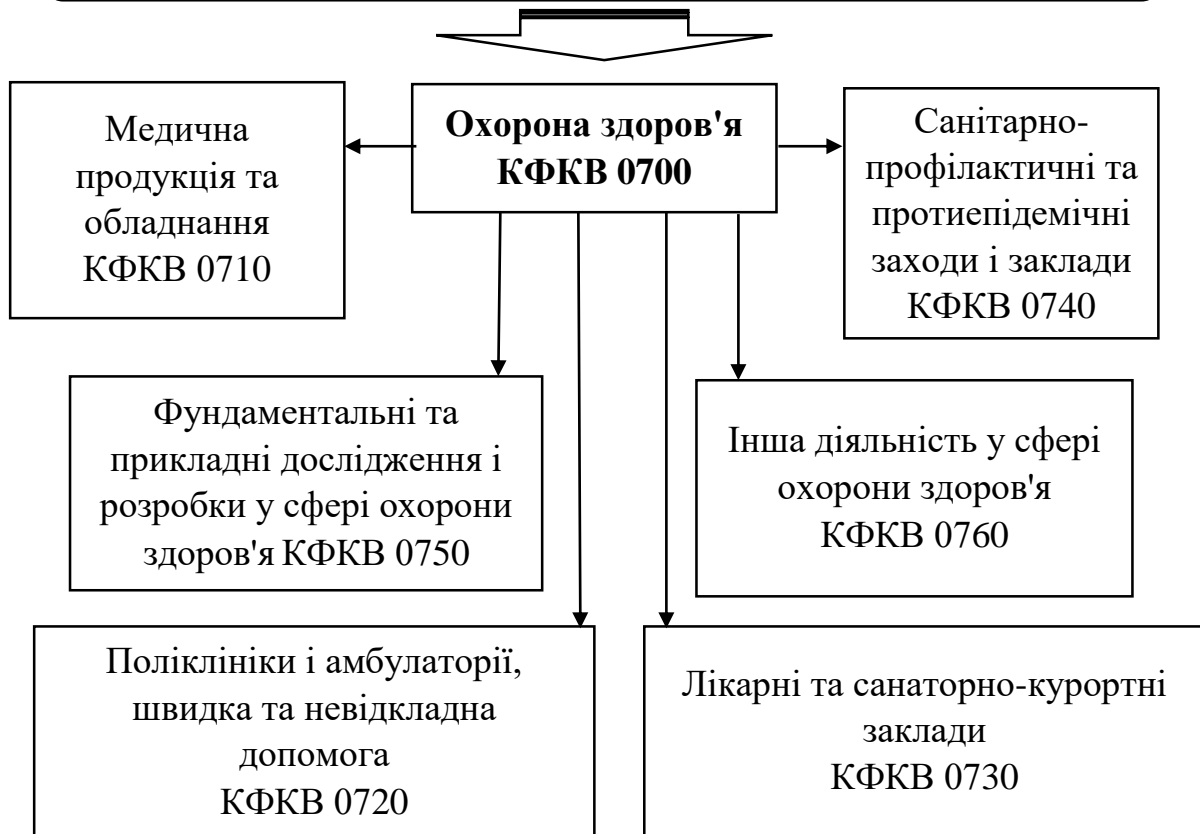 Охорона здоров'я
КФКВ 0700
Медична
продукція та
обладнання
КФКВ 0710
Санітарно-
профілактичні та
протиепідемічні
заходи і заклади
КФКВ 0740
Фундаментальні та
прикладні дослідження і
розробки у сфері охорони
здоров'я КФКВ 0750
Інша діяльність у сфері
охорони здоров'я
КФКВ 0760
Поліклініки і амбулаторії,
швидка та невідкладна
допомога
КФКВ 0720
Лікарні та санаторно-курортні
заклади
КФКВ 0730